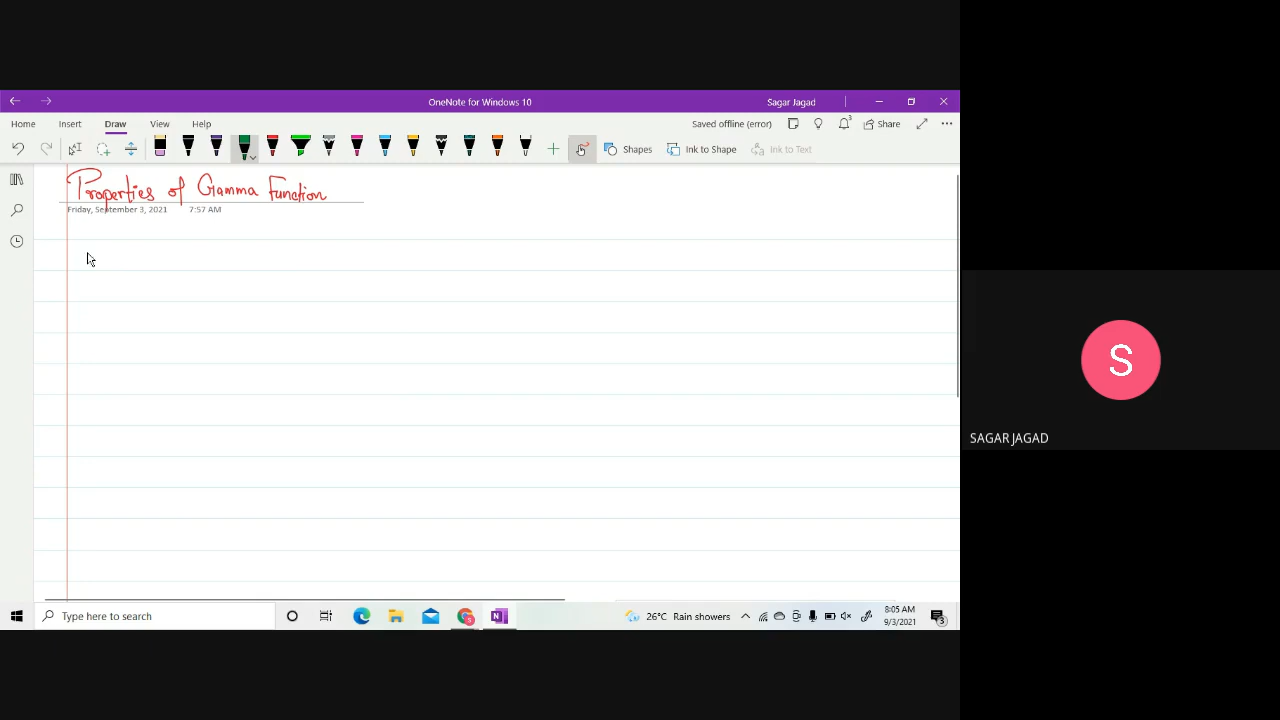 OneNote for Windows 10
Sagar Jagad
Home Insert Draw View Help
Saved offline (error)
3
Share
Shapes
Ink to Shape
Ink to Text
Properties of Gamma Function
Friday, September 3, 2021 7:57 AM
S
SAGAR JAGAD
Type here to search
26°C Rain showers
8:05 AM
9/3/2021
3